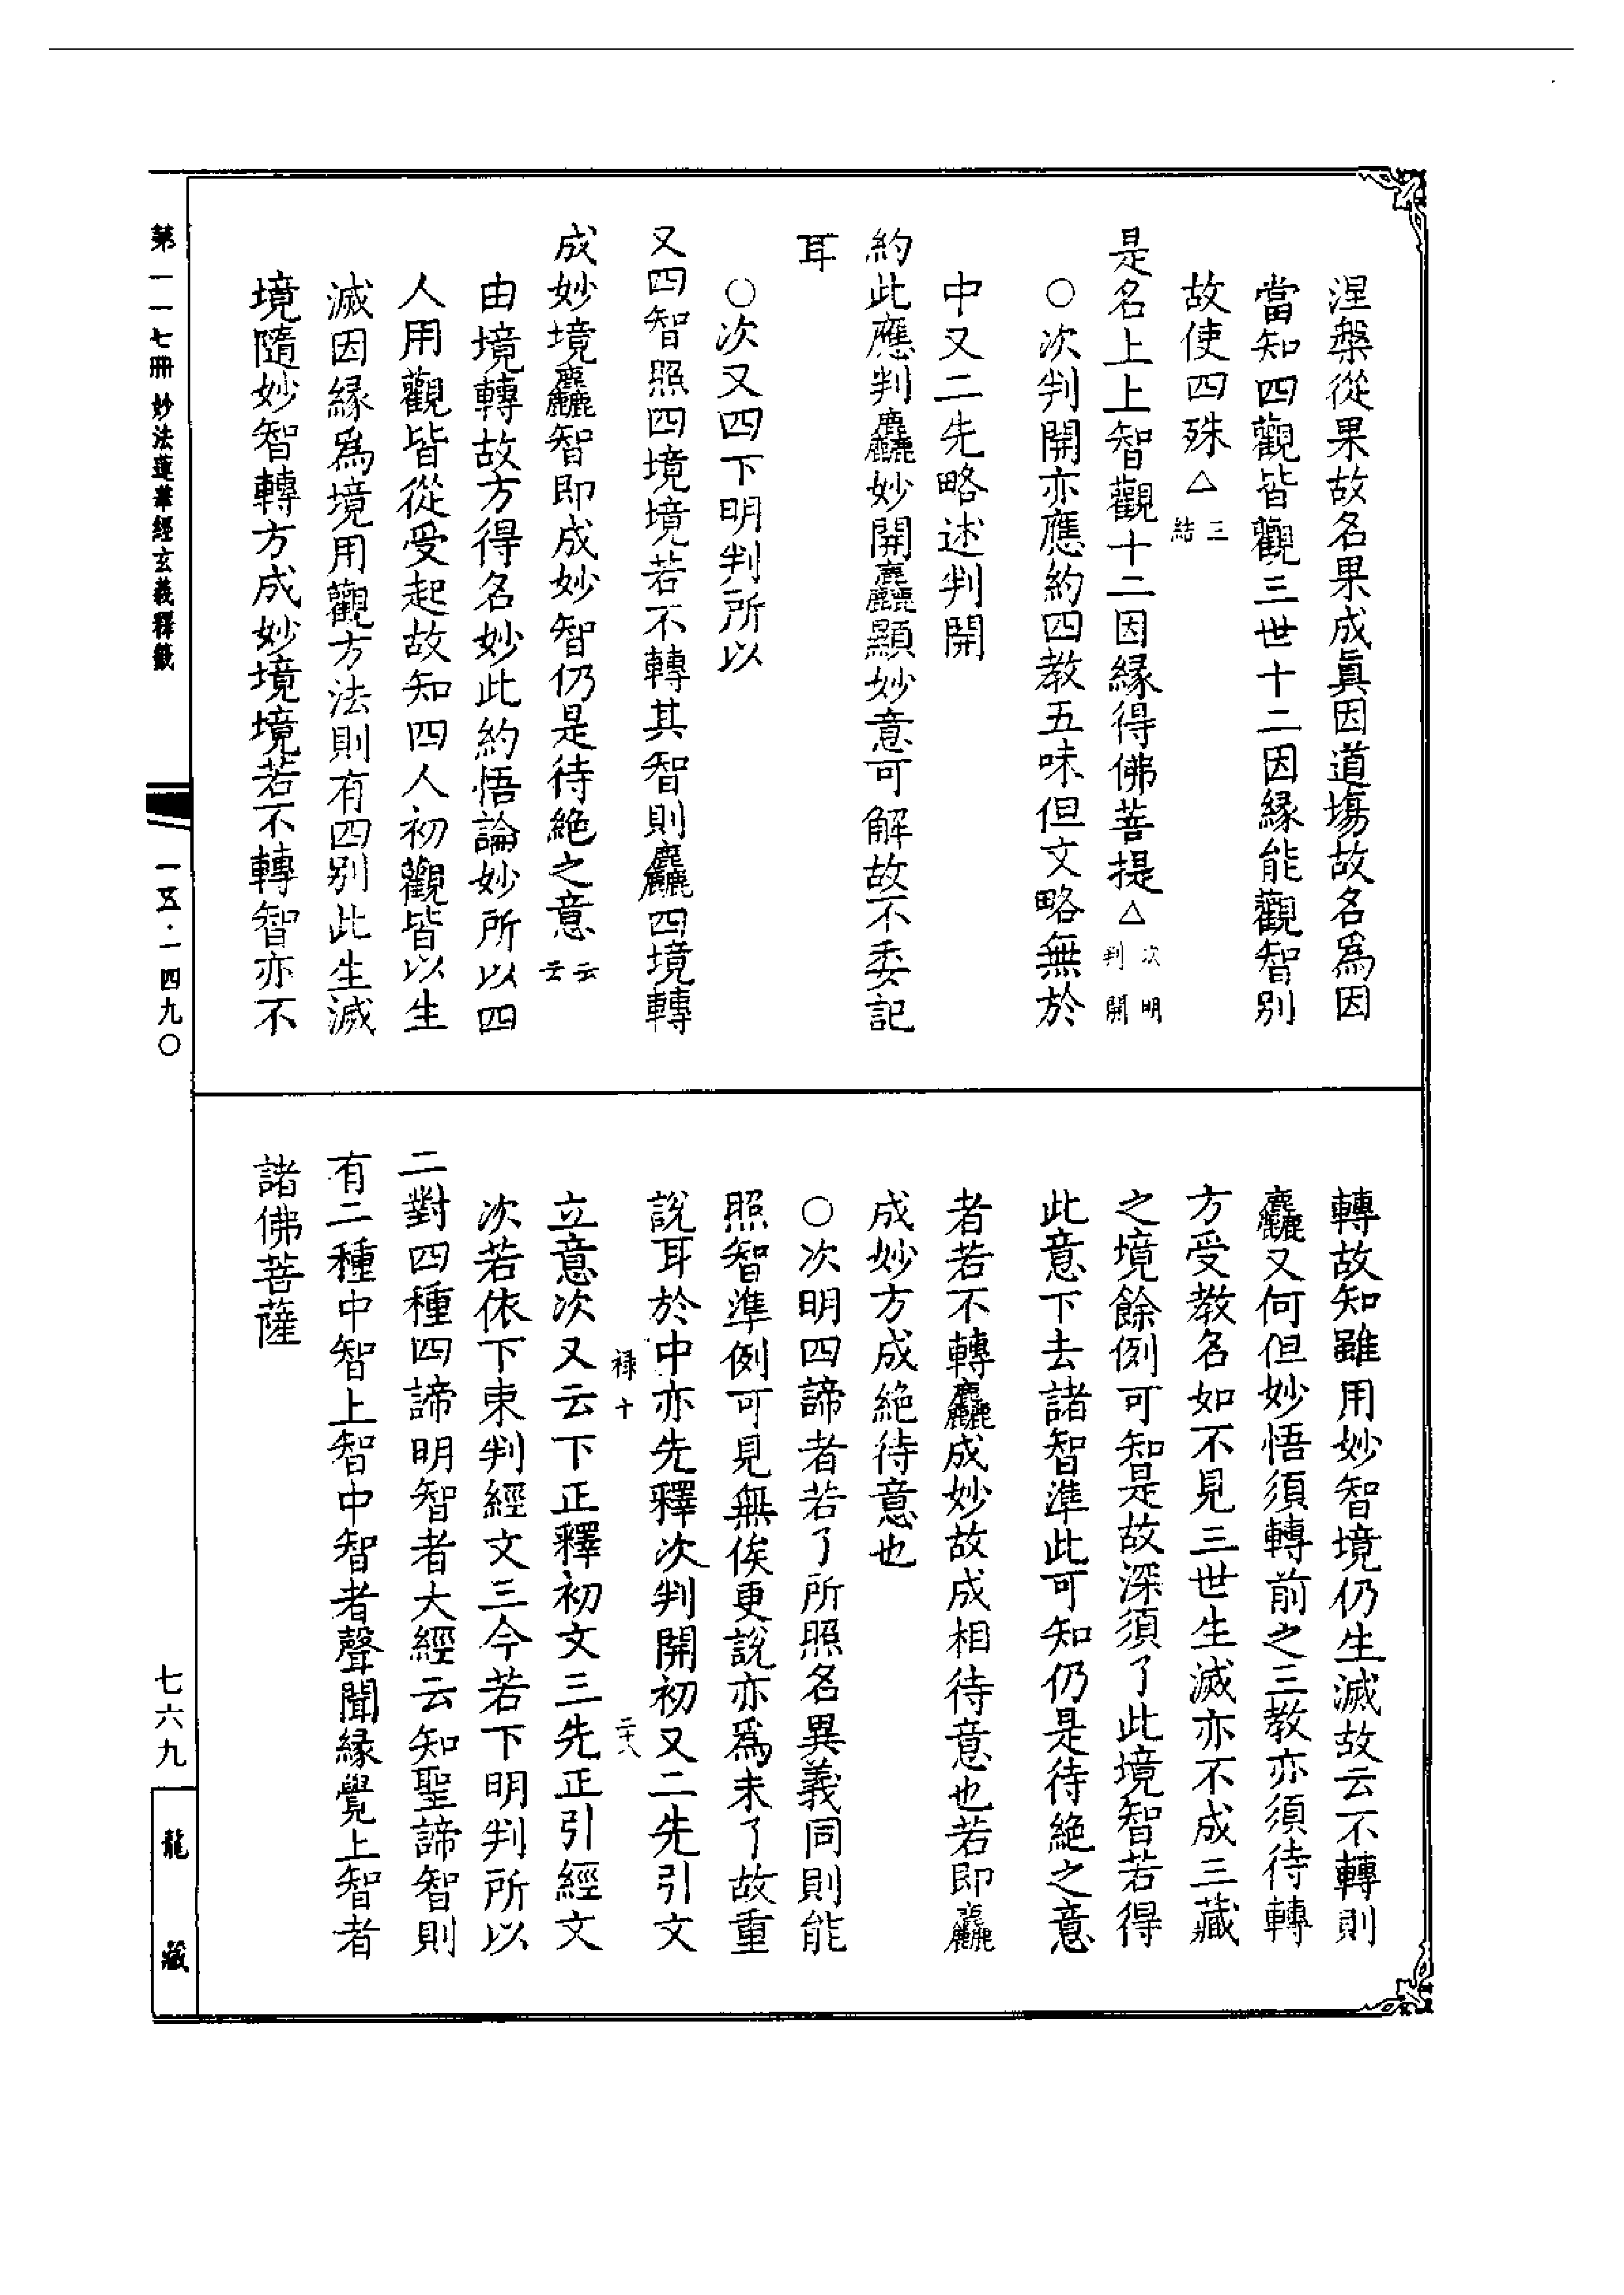 涅槃從果故名果成眞因道場故名爲因
當知四觀皆觀三世十二因緣能觀智別
故使四殊△三結
是名上上智觀十二因緣得佛菩提△次明判開
○次判開亦應約四教五味但文略無於
中又二先略述判開
約此應判麤妙開麤顯妙意可解故不委記
耳
○次又四下明判所以
又四智照四境境若不轉其智則麤四境轉
成妙境麤智即成妙智仍是待絕之意云云
由境轉故方得名妙此約悟論妙所以四
人用觀皆從受起故知四人初觀皆以生
滅因緣爲境用觀方法則有四別此生滅
境隨妙智轉方成妙境境若不轉智亦不
轉故知雖用妙智境仍生滅故云不轉則
麤又何但妙悟須轉前之三教亦須待轉
方受教名如不見三世生滅亦不成三藏
之境餘例可知是故深須了此境智若得
此意下去諸智準此可知仍是待絕之意
者若不轉麤成妙故成相待意也若即麤
成妙方成絕待意也
○次明四諦者若了所照名異義同則能
照智準例可見無俟更說亦爲未了故重
說耳於中亦先釋次判開初又二先引文
祿十 二十八
立意次又云下正釋初文三先正引經文
次若依下東判經文三今若下明判所以
二對四種四諦明智者大經云知聖諦智則
有二種中智上智中智者聲聞緣覺上智者
諸佛菩薩
第一一七冊 妙法蓮華經玄義釋籤
一五·一四九〇
七六九
龍藏